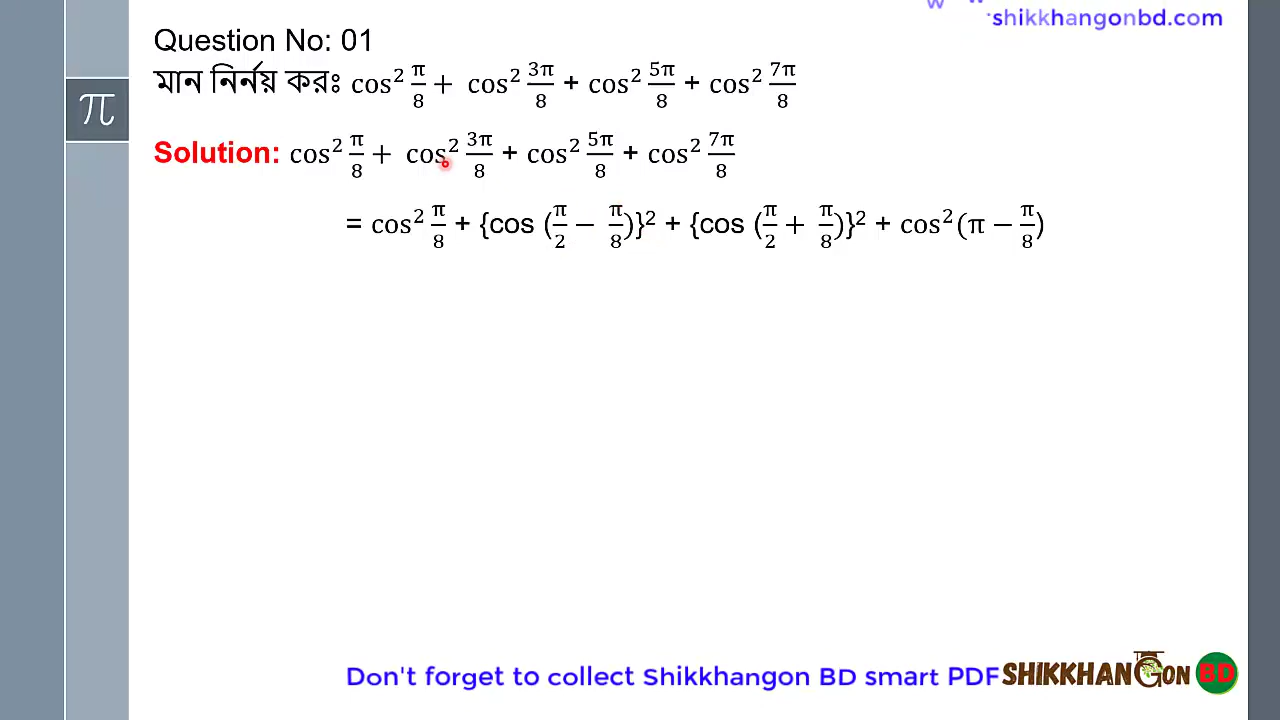 shikkhangonbd.com
Question No: 01
মান নির্নয় করঃ cos² π/8 + cos² 3π/8 + cos² 5π/8 + cos² 7π/8
π
Solution: cos² π/8 + cos² 3π/8 + cos² 5π/8 + cos² 7π/8
= cos² π/8 + {cos (π/2 − π/8)}² + {cos (π/2 + π/8)}² + cos² (π − π/8)
Don't forget to collect Shikkhangon BD smart PDF
SHIKKHANGON BD